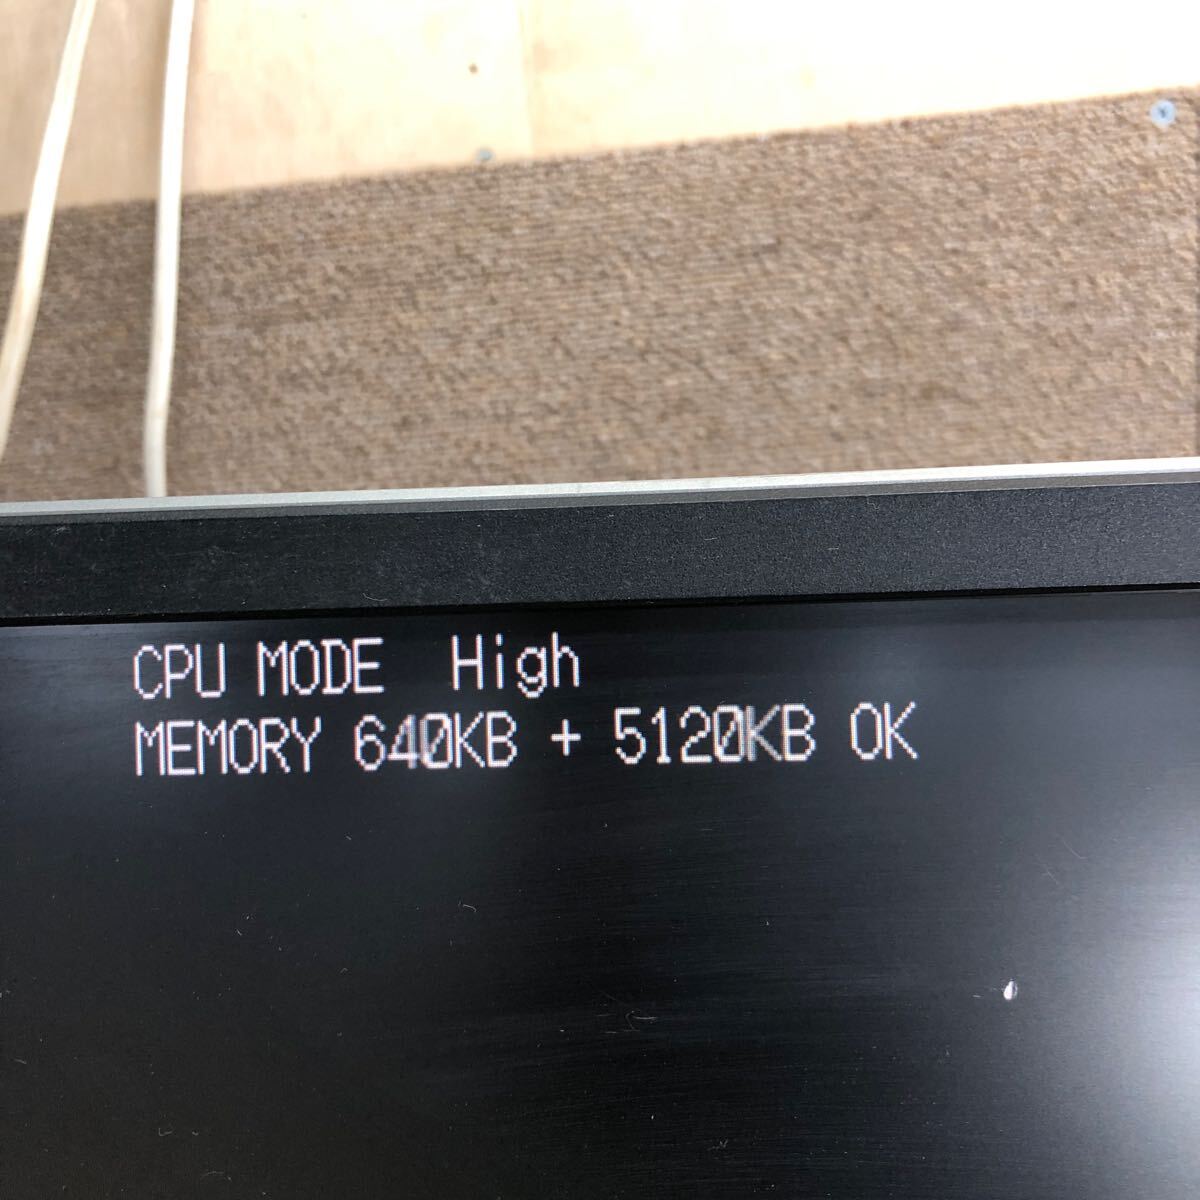 CPU MODE High
MEMORY 640KB + 5120KB OK